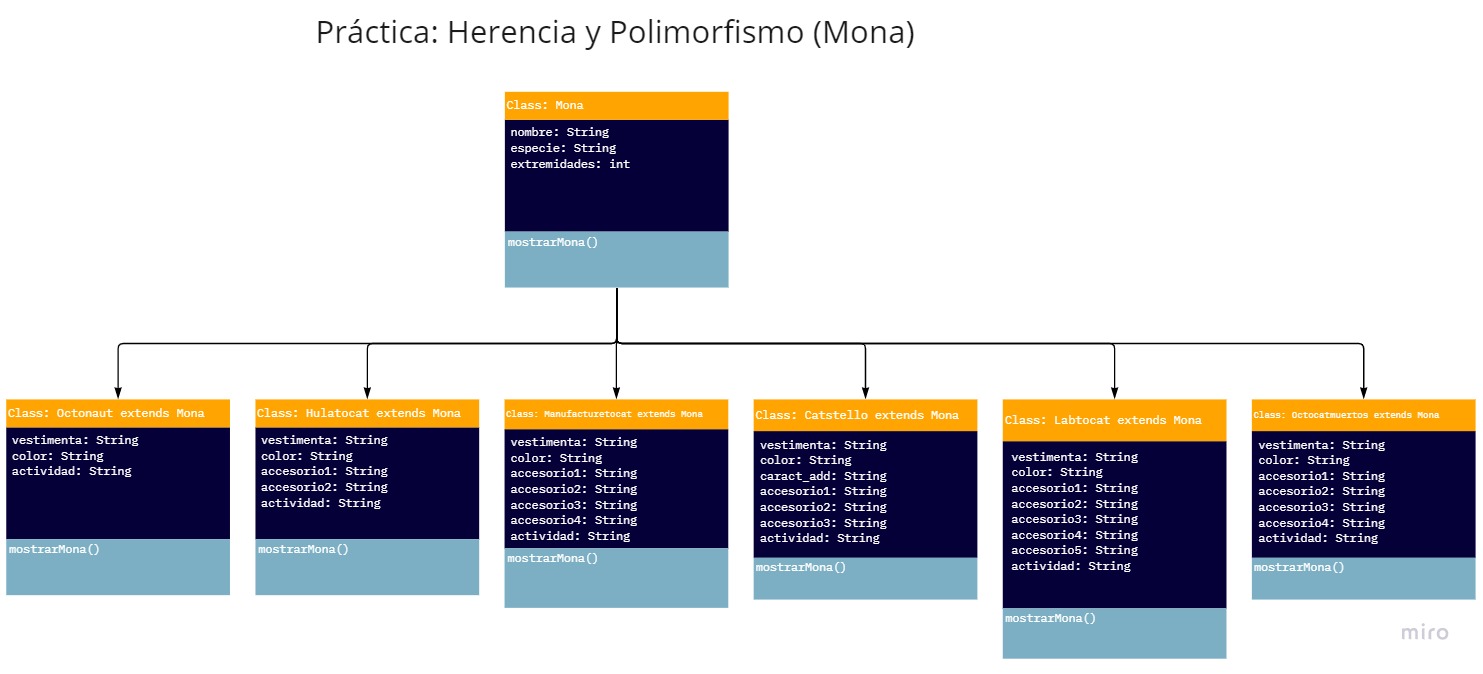 Práctica: Herencia y Polimorfismo (Mona)
Class: Mona
nombre: String
especie: String
extremidades: int
mostrarMona()
Class: Octonaut extends Mona
vestimenta: String
color: String
actividad: String
mostrarMona()
Class: Hulatocat extends Mona
vestimenta: String
color: String
accesorio1: String
accesorio2: String
actividad: String
mostrarMona()
Class: Manufacturetocat extends Mona
vestimenta: String
color: String
accesorio1: String
accesorio2: String
accesorio3: String
accesorio4: String
actividad: String
mostrarMona()
Class: Catstello extends Mona
vestimenta: String
color: String
caract_add: String
accesorio1: String
accesorio2: String
accesorio3: String
actividad: String
mostrarMona()
Class: Labtocat extends Mona
vestimenta: String
color: String
accesorio1: String
accesorio2: String
accesorio3: String
accesorio4: String
accesorio5: String
actividad: String
mostrarMona()
Class: Octocatmuertos extends Mona
vestimenta: String
color: String
accesorio1: String
accesorio2: String
accesorio3: String
accesorio4: String
actividad: String
mostrarMona()
miro